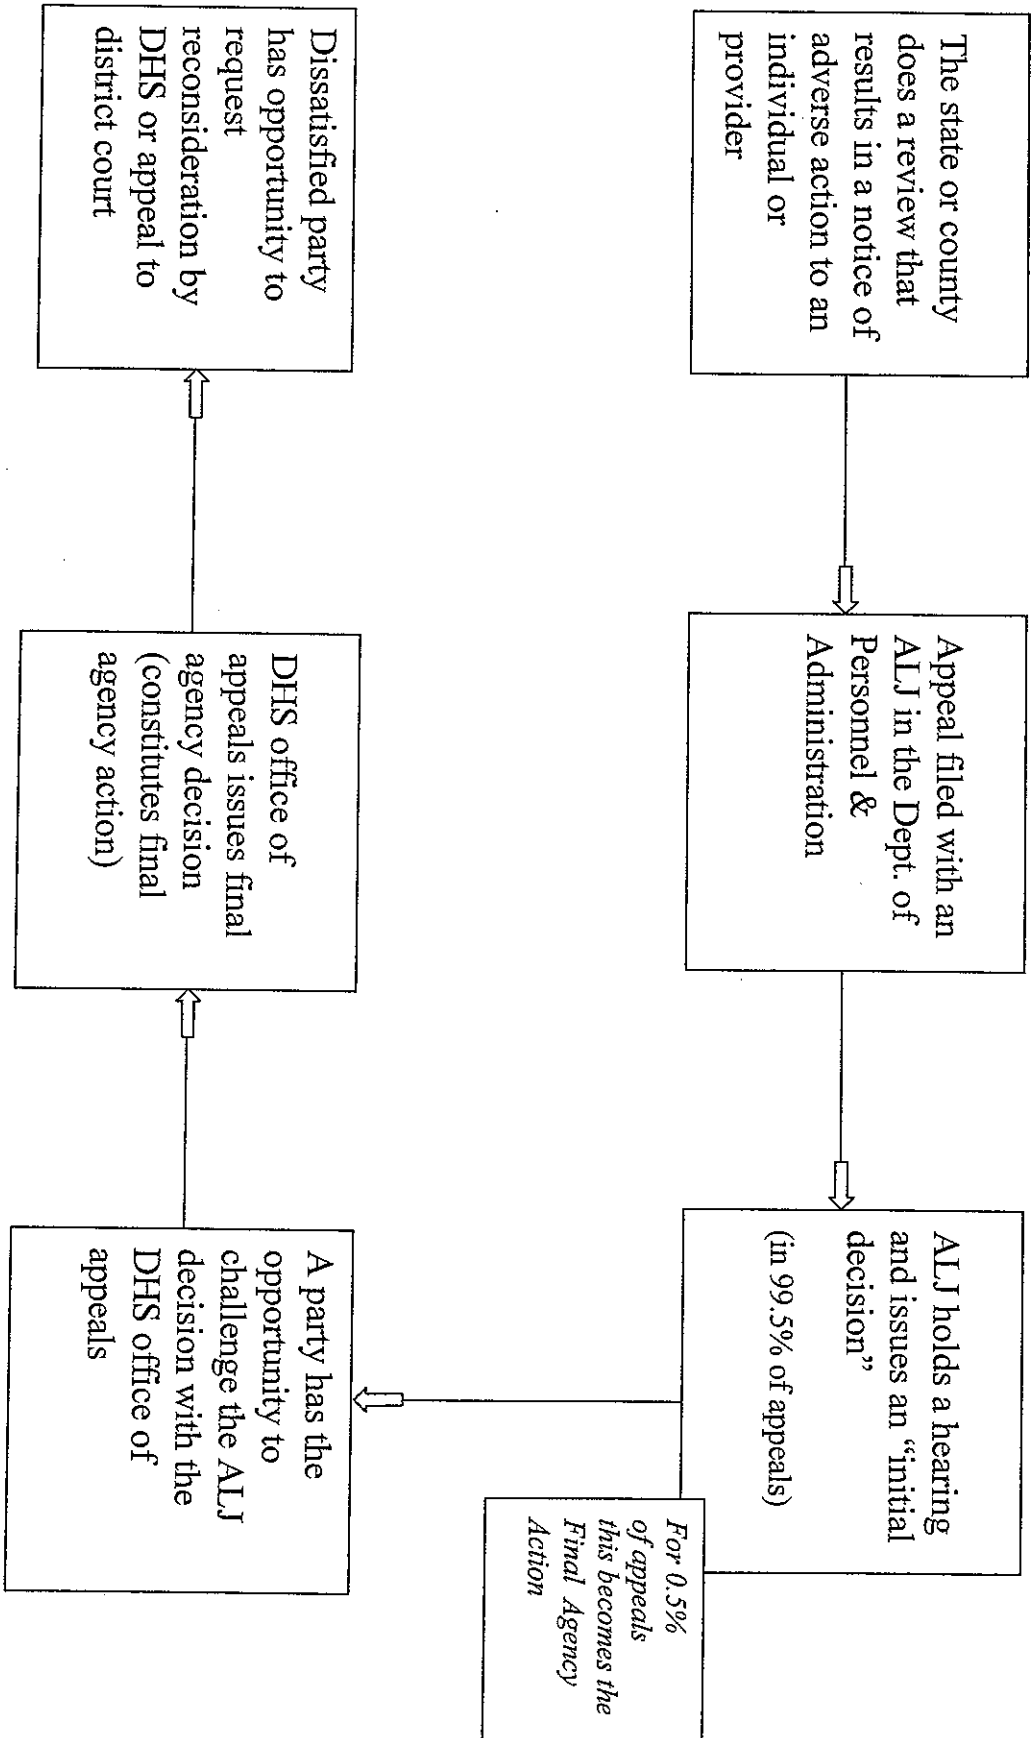 The state or county
does a review that
results in a notice of
adverse action to an
individual or
provider
Appeal filed with an
ALJ in the Dept. of
Personnel &
Administration
ALJ holds a hearing
and issues an “initial
decision”
(in 99.5% of appeals)
For 0.5%
of appeals
this becomes the
Final Agency
Action
A party has the
opportunity to
challenge the ALJ
decision with the
DHS office of
appeals
DHS office of
appeals issues final
agency decision
(constitutes final
agency action)
Dissatisfied party
has opportunity to
request
reconsideration by
DHS or appeal to
district court